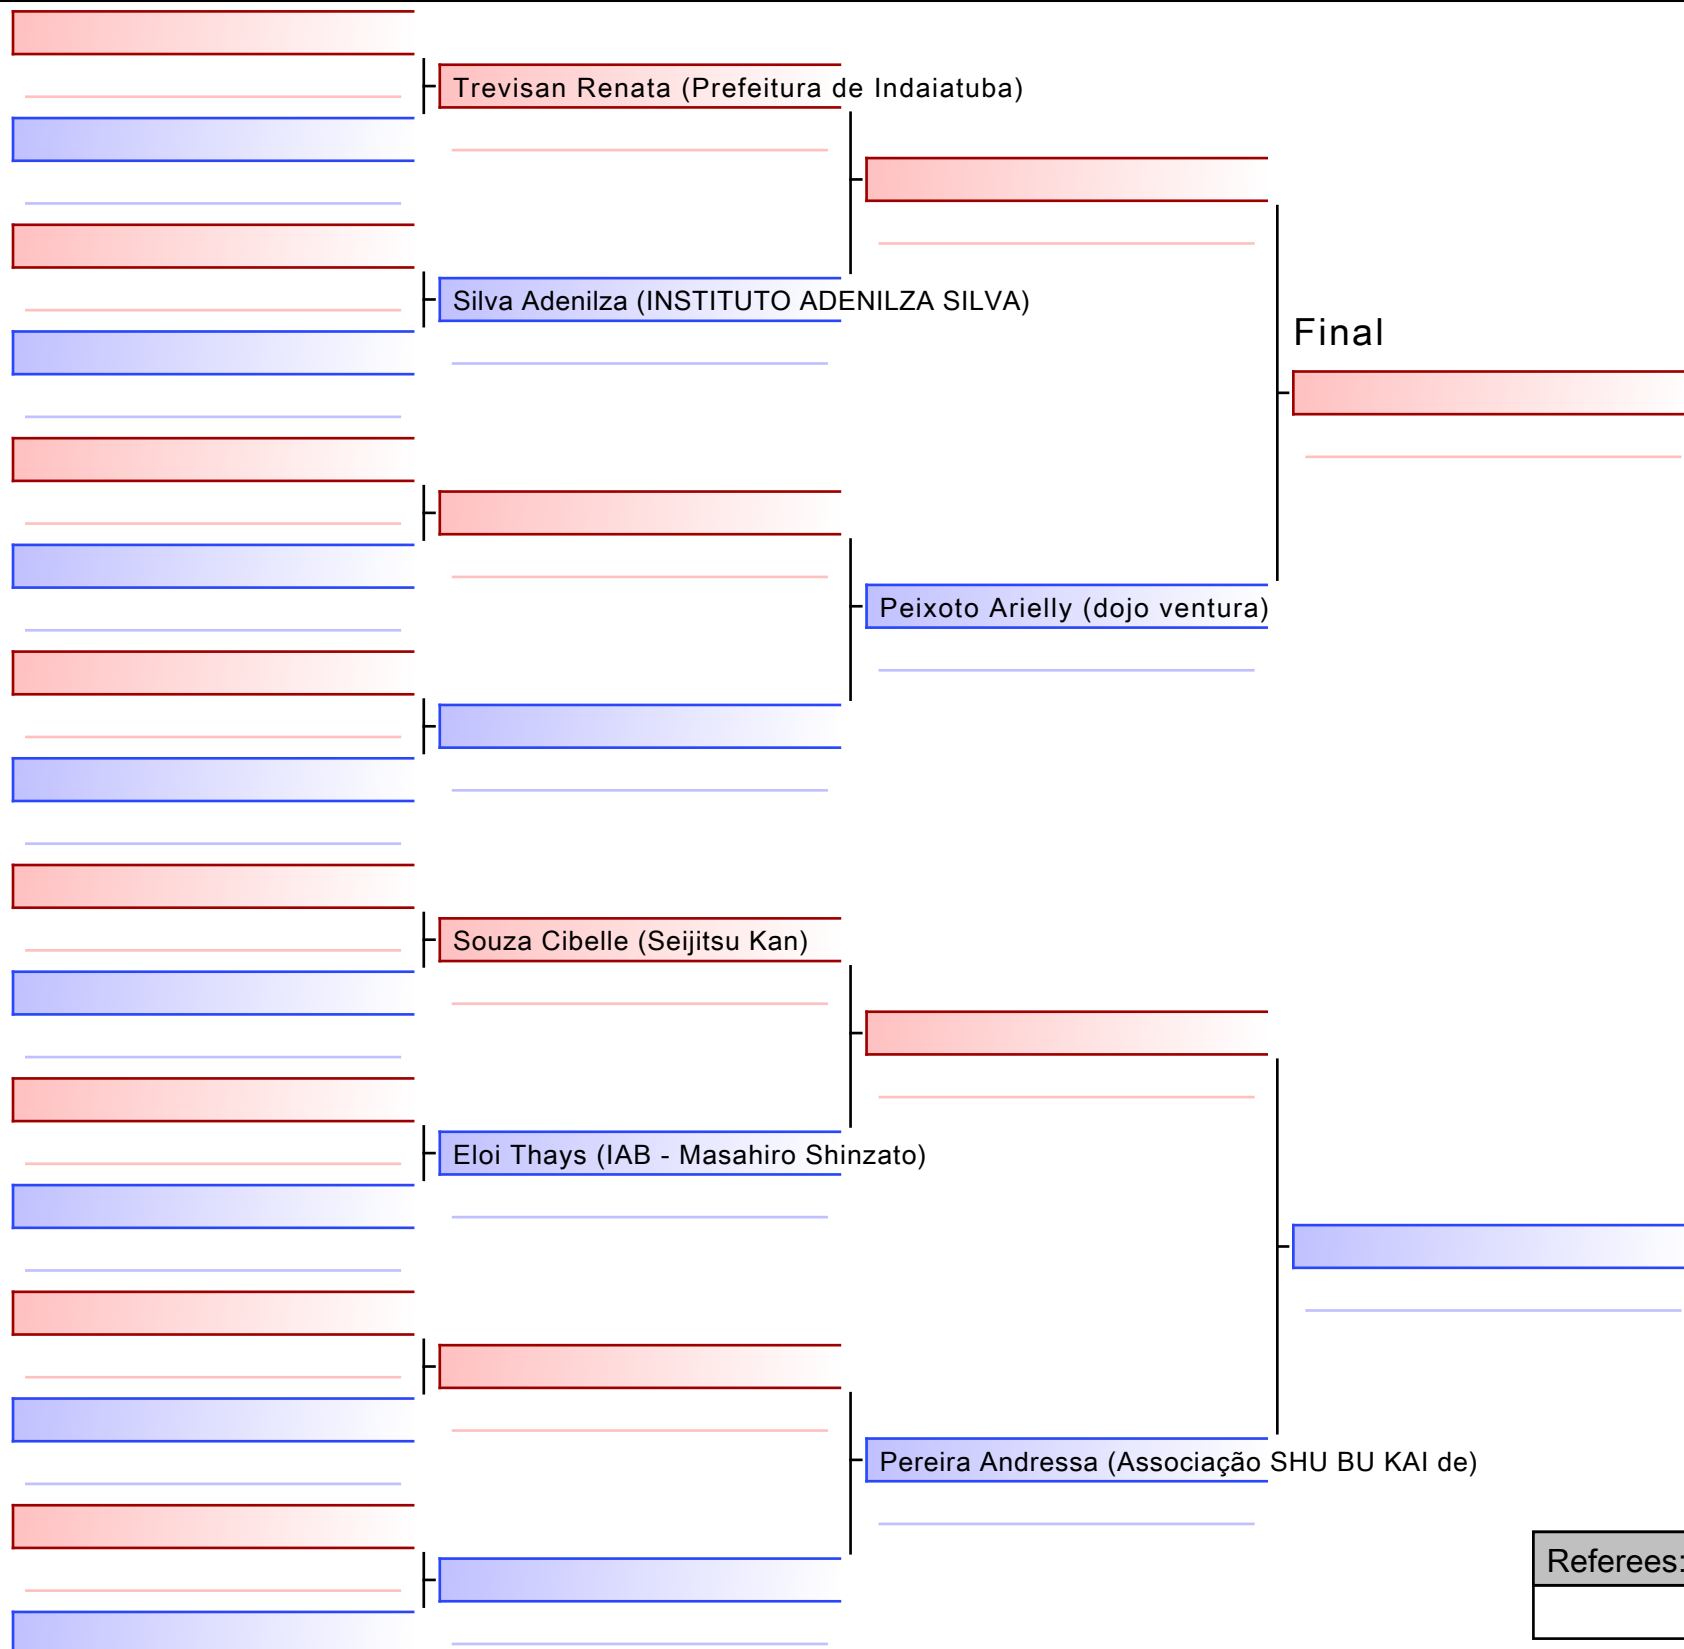 Trevisan Renata (Prefeitura de Indaiatuba)
Silva Adenilza (INSTITUTO ADENILZA SILVA)
Final
Peixoto Arielly (dojo ventura)
Souza Cibelle (Seijitsu Kan)
Eloi Thays (IAB - Masahiro Shinzato)
Pereira Andressa (Associação SHU BU KAI de)
Referees: